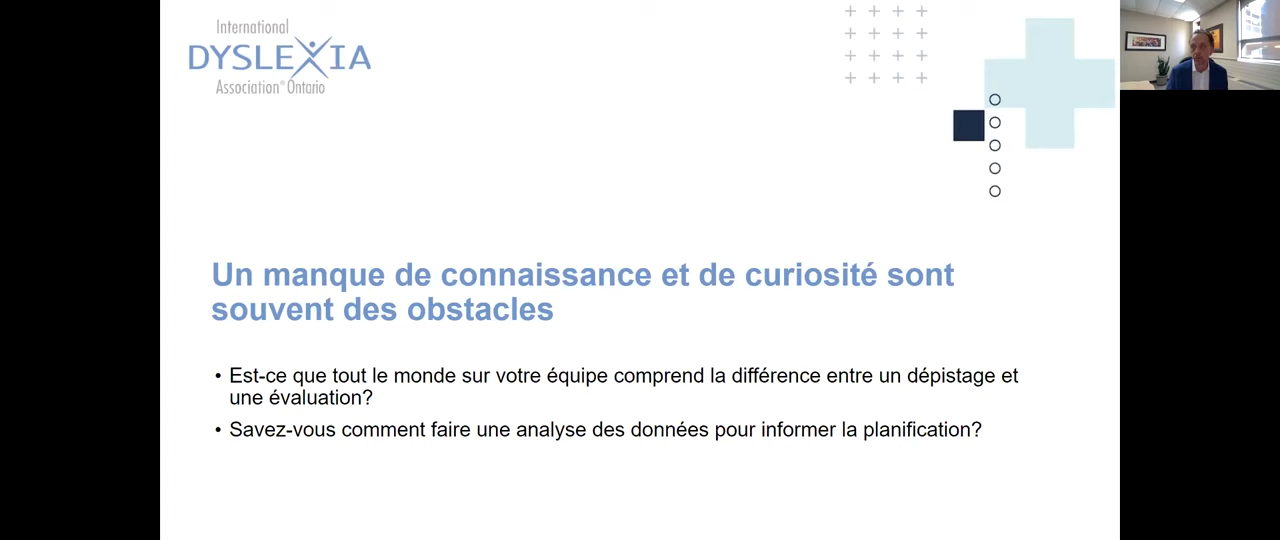 International
DYSLEXIA
Association® Ontario
Un manque de connaissance et de curiosité sont
souvent des obstacles
• Est-ce que tout le monde sur votre équipe comprend la différence entre un dépistage et
une évaluation?
• Savez-vous comment faire une analyse des données pour informer la planification?